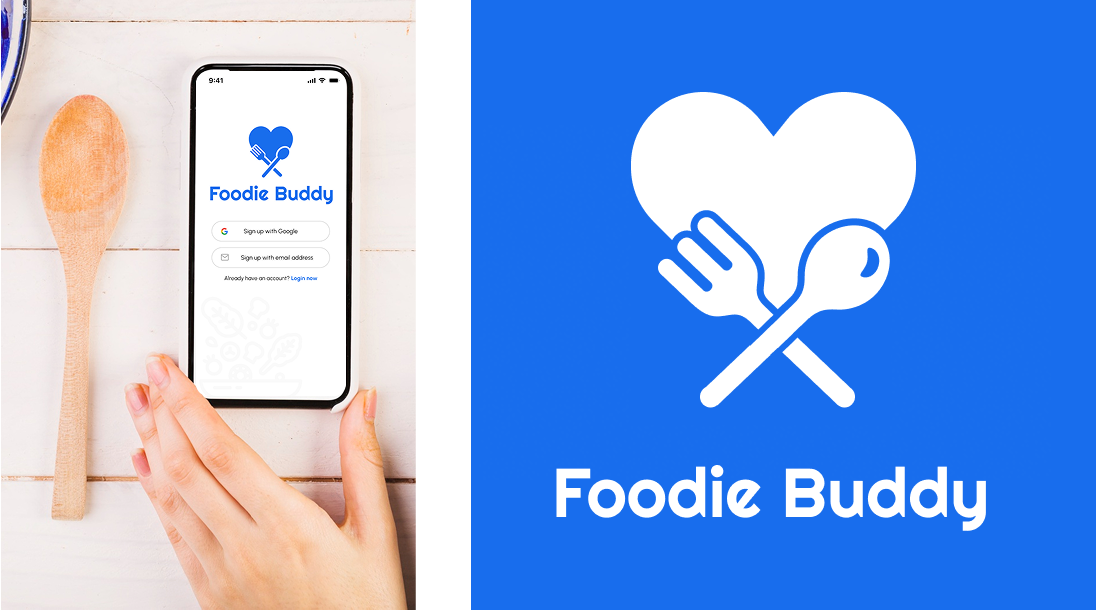 9:41
Foodie Buddy
Sign up with Google
Sign up with email address
Already have an account? Login now
Foodie Buddy